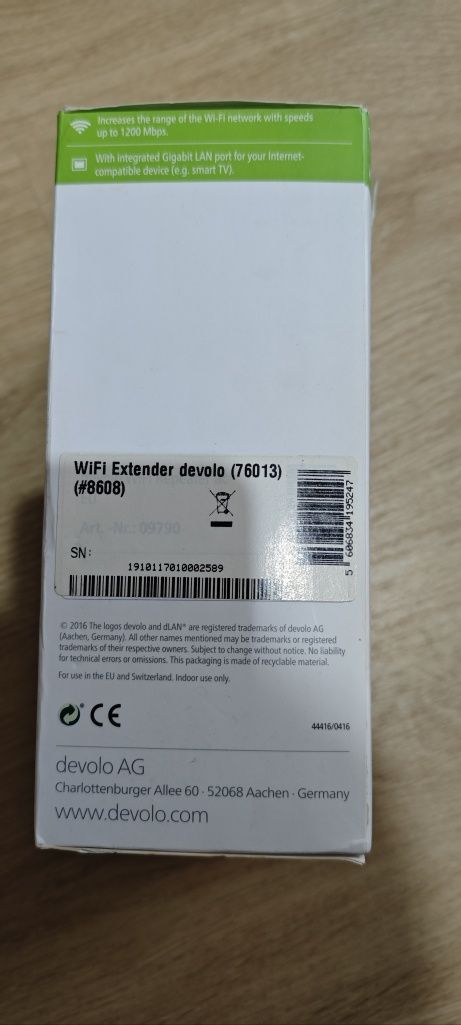 Increases the range of the Wi-Fi network with speeds
up to 1200 Mbps.
With integrated Gigabit LAN port for your Internet-
compatible device (e.g. smart TV).
WiFi Extender devolo (76013)
(#8608)
Art. -Nr.: 09790
SN:
1910117010002589
5 606834 195247
© 2016 The logos devolo and dLAN® are registered trademarks of devolo AG
(Aachen, Germany). All other names mentioned may be trademarks or registered
trademarks of their respective owners. Subject to change without notice. No liability
for technical errors or omissions. This packaging is made of recyclable material.
For use in the EU and Switzerland. Indoor use only.
CE
44416/0416
devolo AG
Charlottenburger Allee 60 · 52068 Aachen · Germany
www.devolo.com